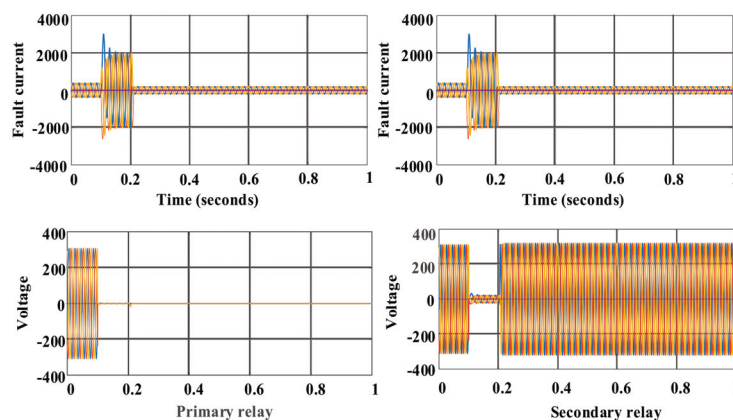 4000
2000
0
-2000
-4000
Fault current
0 0.2 0.4 0.6 0.8 1
Time (seconds)
4000
2000
0
-2000
-4000
Fault current
0 0.2 0.4 0.6 0.8 1
Time (seconds)
400
200
0
-200
-400
Voltage
0 0.2 0.4 0.6 0.8 1
Primary relay
400
200
0
-200
-400
Voltage
0 0.2 0.4 0.6 0.8
Secondary relay